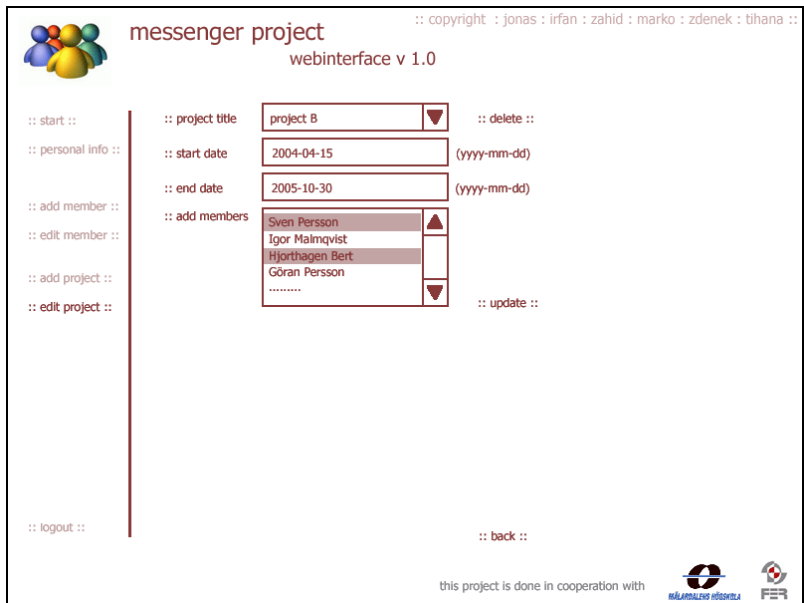 :: copyright : jonas : irfan : zahid : marko : zdenek : tihana ::
messenger project
webinterface v 1.0
:: start ::
:: personal info ::
:: add member ::
:: edit member ::
:: add project ::
:: edit project ::
:: logout ::
:: project title
project B
:: delete ::
:: start date
2004-04-15
(yyyy-mm-dd)
:: end date
2005-10-30
(yyyy-mm-dd)
:: add members
Sven Persson
Igor Malmqvist
Hjorthagen Bert
Göran Persson
.........
:: update ::
:: back ::
this project is done in cooperation with
MÄLARDALENS HÖGSKOLA
FER